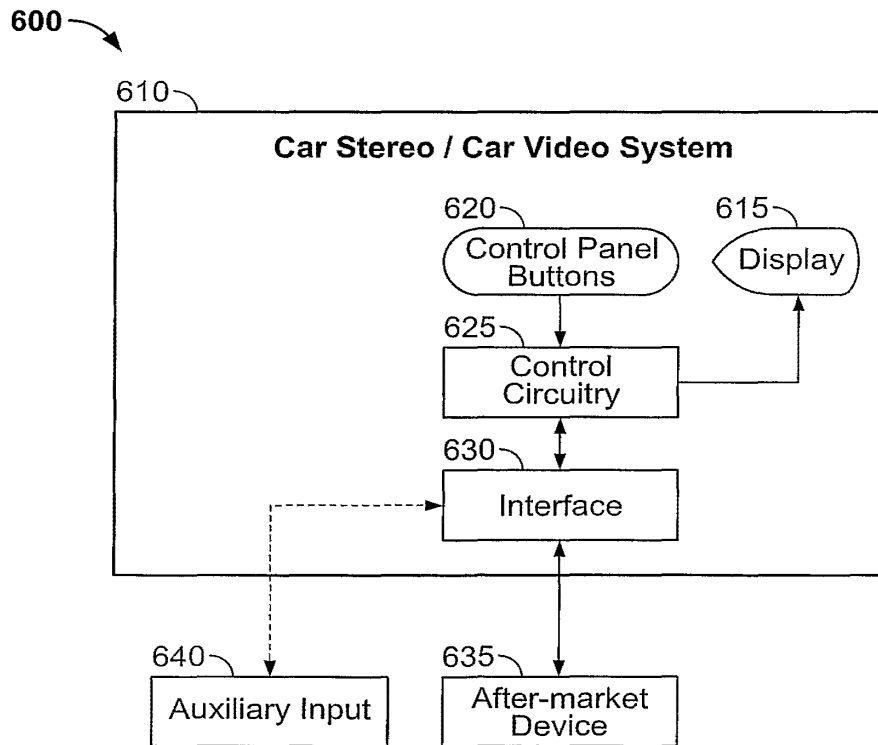 600
610
Car Stereo / Car Video System
620
615
Control Panel
Buttons
Display
625
Control
Circuitry
630
Interface
640
635
Auxiliary Input
After-market
Device